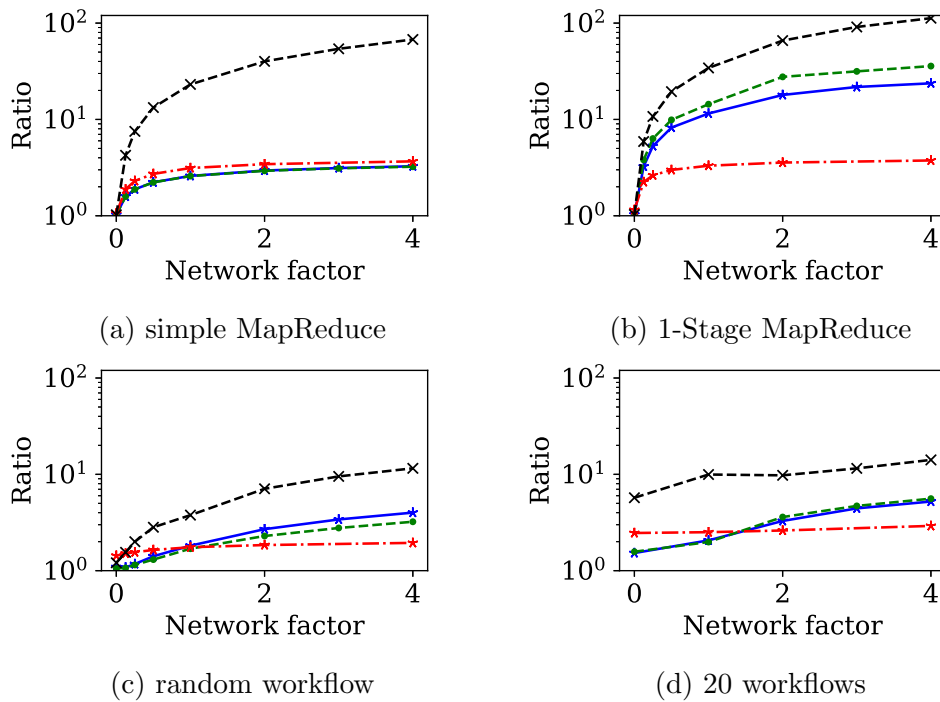 10²
10¹
10⁰
Ratio
0
2
4
Network factor
(a) simple MapReduce
10²
10¹
10⁰
Ratio
0
2
4
Network factor
(b) 1-Stage MapReduce
10²
10¹
10⁰
Ratio
0
2
4
Network factor
(c) random workflow
10²
10¹
10⁰
Ratio
0
2
4
Network factor
(d) 20 workflows